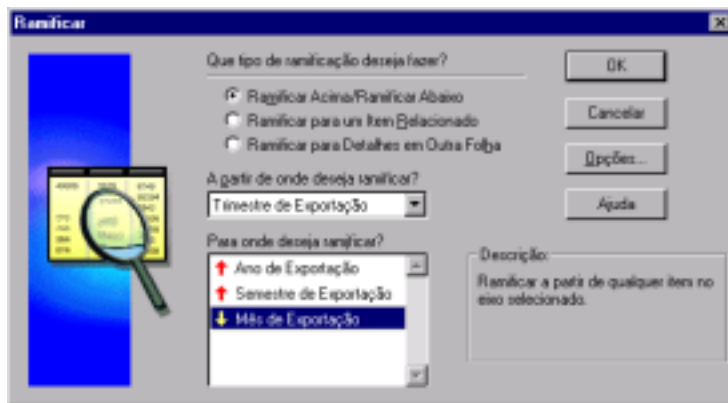 Ramificar
Que tipo de ramificação deseja fazer?
Ramificar Acima/Ramificar Abaixo
Ramificar para um Item Relacionado
Ramificar para Detalhes em Outra Folha
A partir de onde deseja ramificar?
Trimestre de Exportação
Para onde deseja ramificar?
Ano de Exportação
Semestre de Exportação
Mês de Exportação
OK
Cancelar
Opções...
Ajuda
Descrição:
Ramificar a partir de qualquer item no
eixo selecionado.